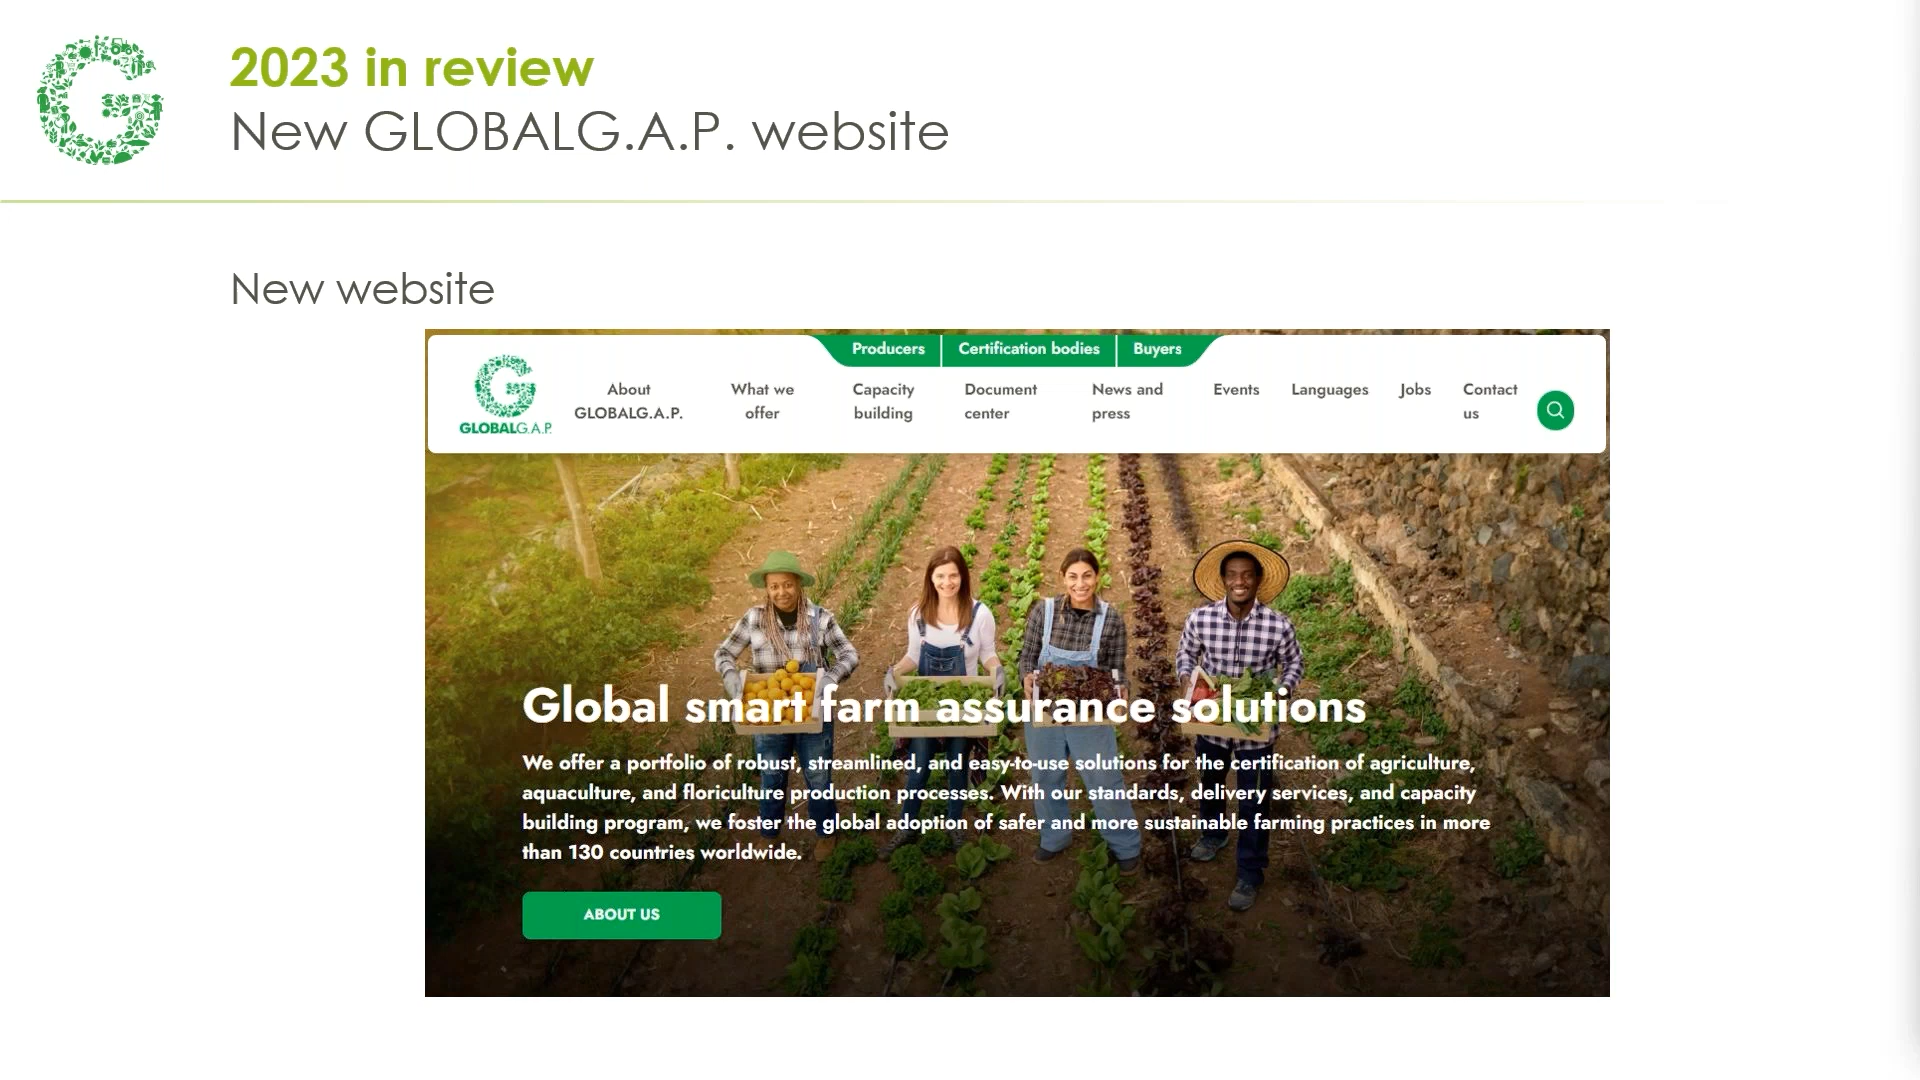 2023 in review
New GLOBALG.A.P. website
New website
Producers
Certification bodies
Buyers
GLOBALG.A.P.
About
GLOBALG.A.P.
What we
offer
Capacity
building
Document
center
News and
press
Events
Languages
Jobs
Contact
us
Global smart farm assurance solutions
We offer a portfolio of robust, streamlined, and easy-to-use solutions for the certification of agriculture,
aquaculture, and floriculture production processes. With our standards, delivery services, and capacity
building program, we foster the global adoption of safer and more sustainable farming practices in more
than 130 countries worldwide.
ABOUT US